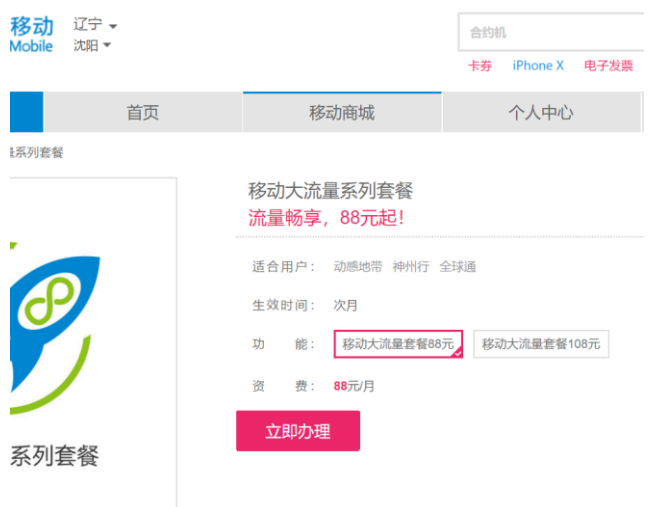 移动 辽宁
Mobile 沈阳
合约机
卡券 iPhone X 电子发票
首页 移动商城 个人中心
系列套餐
移动大流量系列套餐
流量畅享，88元起！
适合用户： 动感地带 神州行 全球通
生效时间： 次月
功 能： 移动大流量套餐88元 移动大流量套餐108元
资 费： 88元/月
立即办理
系列套餐